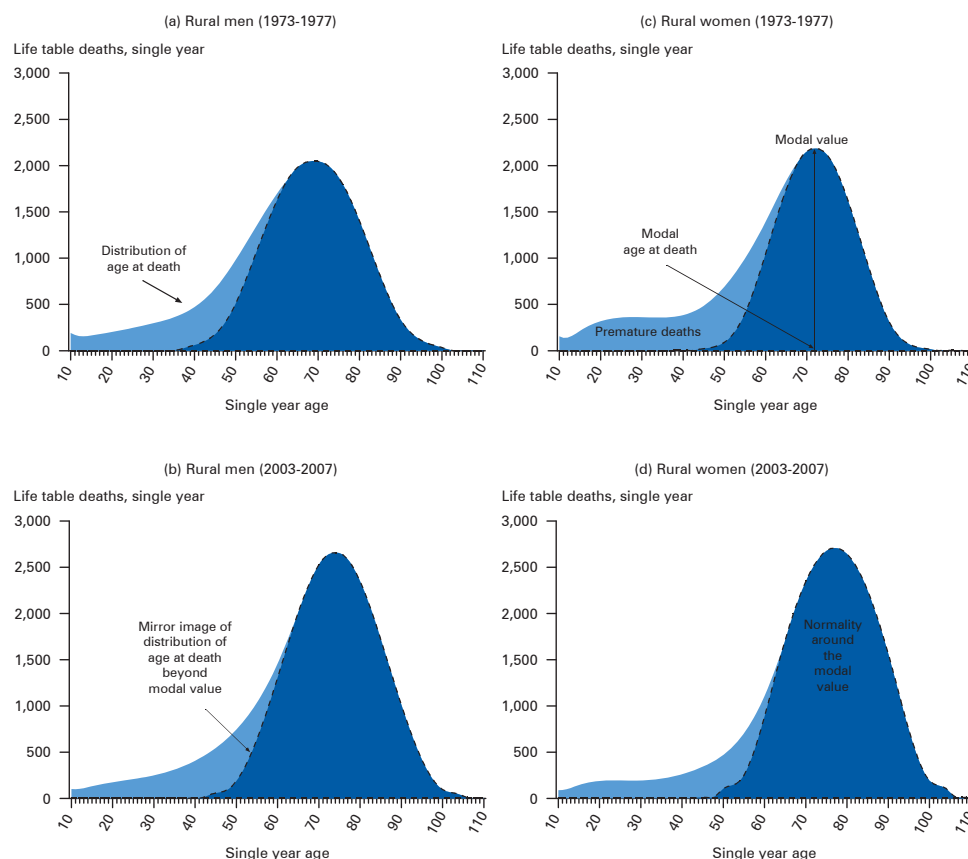 (a) Rural men (1973-1977)
Life table deaths, single year
3,000
2,500
2,000
1,500
1,000
500
0
Distribution of
age at death
10
20
30
40
50
60
70
80
90
100
110
Single year age
(c) Rural women (1973-1977)
Life table deaths, single year
3,000
2,500
2,000
1,500
1,000
500
0
Modal value
Modal
age at death
Premature deaths
10
20
30
40
50
60
70
80
90
100
110
Single year age
(b) Rural men (2003-2007)
Life table deaths, single year
3,000
2,500
2,000
1,500
1,000
500
0
Mirror image of
distribution of
age at death
beyond
modal value
10
20
30
40
50
60
70
80
90
100
110
Single year age
(d) Rural women (2003-2007)
Life table deaths, single year
3,000
2,500
2,000
1,500
1,000
500
0
Normality
around
the
modal
value
10
20
30
40
50
60
70
80
90
100
110
Single year age